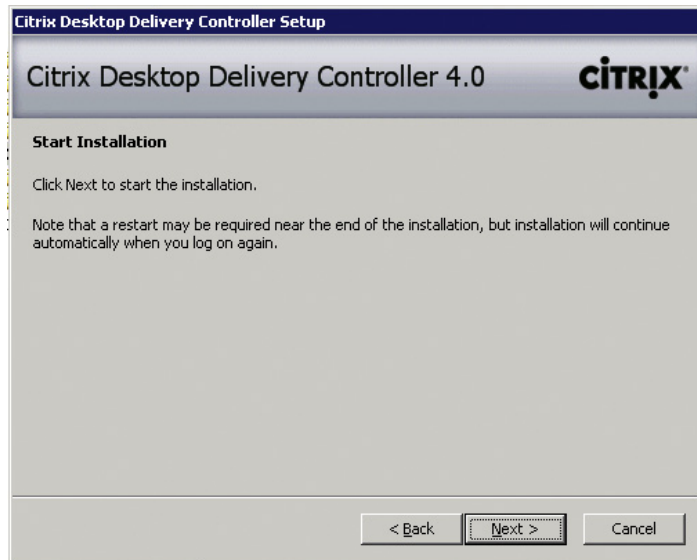 Citrix Desktop Delivery Controller Setup
Citrix Desktop Delivery Controller 4.0
CITRIX
Start Installation
Click Next to start the installation.
Note that a restart may be required near the end of the installation, but installation will continue
automatically when you log on again.
< Back
Next >
Cancel